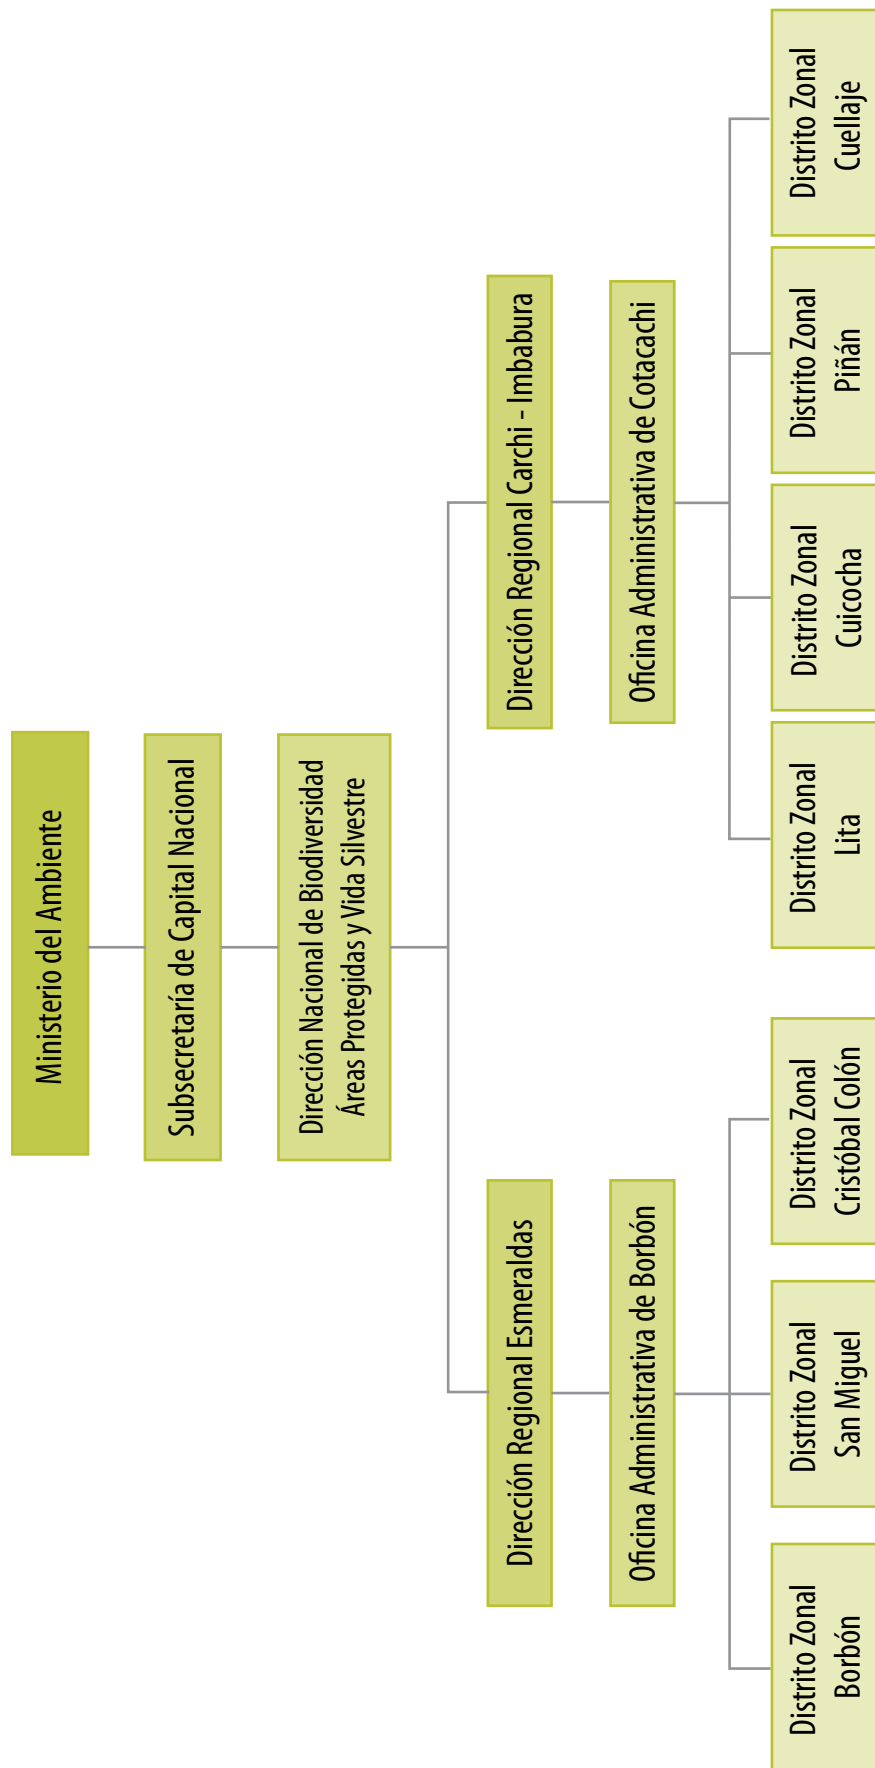 Ministerio del Ambiente
Subsecretaría de Capital Nacional
Dirección Nacional de Biodiversidad
Áreas Protegidas y Vida Silvestre
Dirección Regional Esmeraldas
Dirección Regional Carchi - Imbabura
Oficina Administrativa de Borbón
Oficina Administrativa de Cotacachi
Distrito Zonal
Borbón
Distrito Zonal
San Miguel
Distrito Zonal
Cristóbal Colón
Distrito Zonal
Lita
Distrito Zonal
Cuicocha
Distrito Zonal
Piñán
Distrito Zonal
Cuellaje